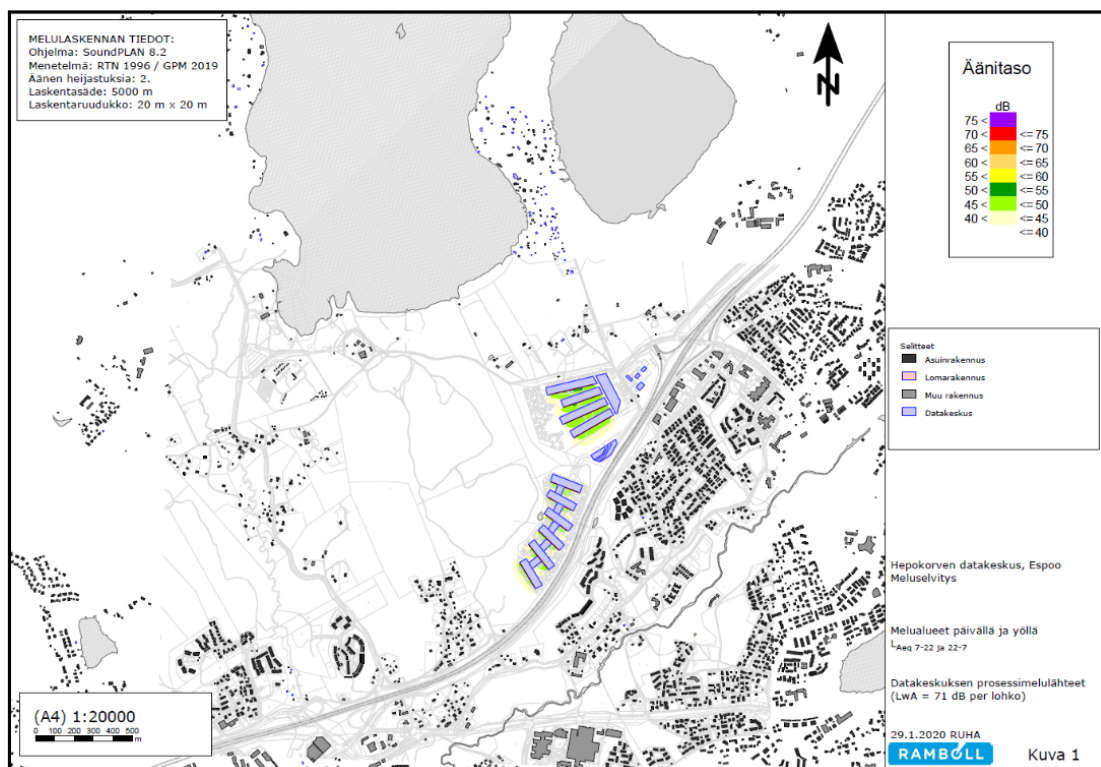 MELULASKENNAN TIEDOT:
Ohjelma: SoundPLAN 8.2
Menetelmä: RTN 1996 / GPM 2019
Äänen heijastuksia: 2.
Laskentasäde: 5000 m
Laskentaruudukko: 20 m x 20 m
N
Äänitaso
dB
75 <
70 < <= 75
65 < <= 70
60 < <= 65
55 < <= 60
50 < <= 55
45 < <= 50
40 < <= 45
<= 40
Selitteet
Asuinrakennus
Lomarakennus
Muu rakennus
Datakeskus
Hepokorven datakeskus, Espoo
Meluselvitys
Melualueet päivällä ja yöllä
LAeq 7-22 ja 22-7
Datakeskuksen prosessimelulähteet
(LwA = 71 dB per lohko)
29.1.2020 RUHA
RAMBOLL Kuva 1
(A4) 1:20000
0 100 200 300 400 500
m